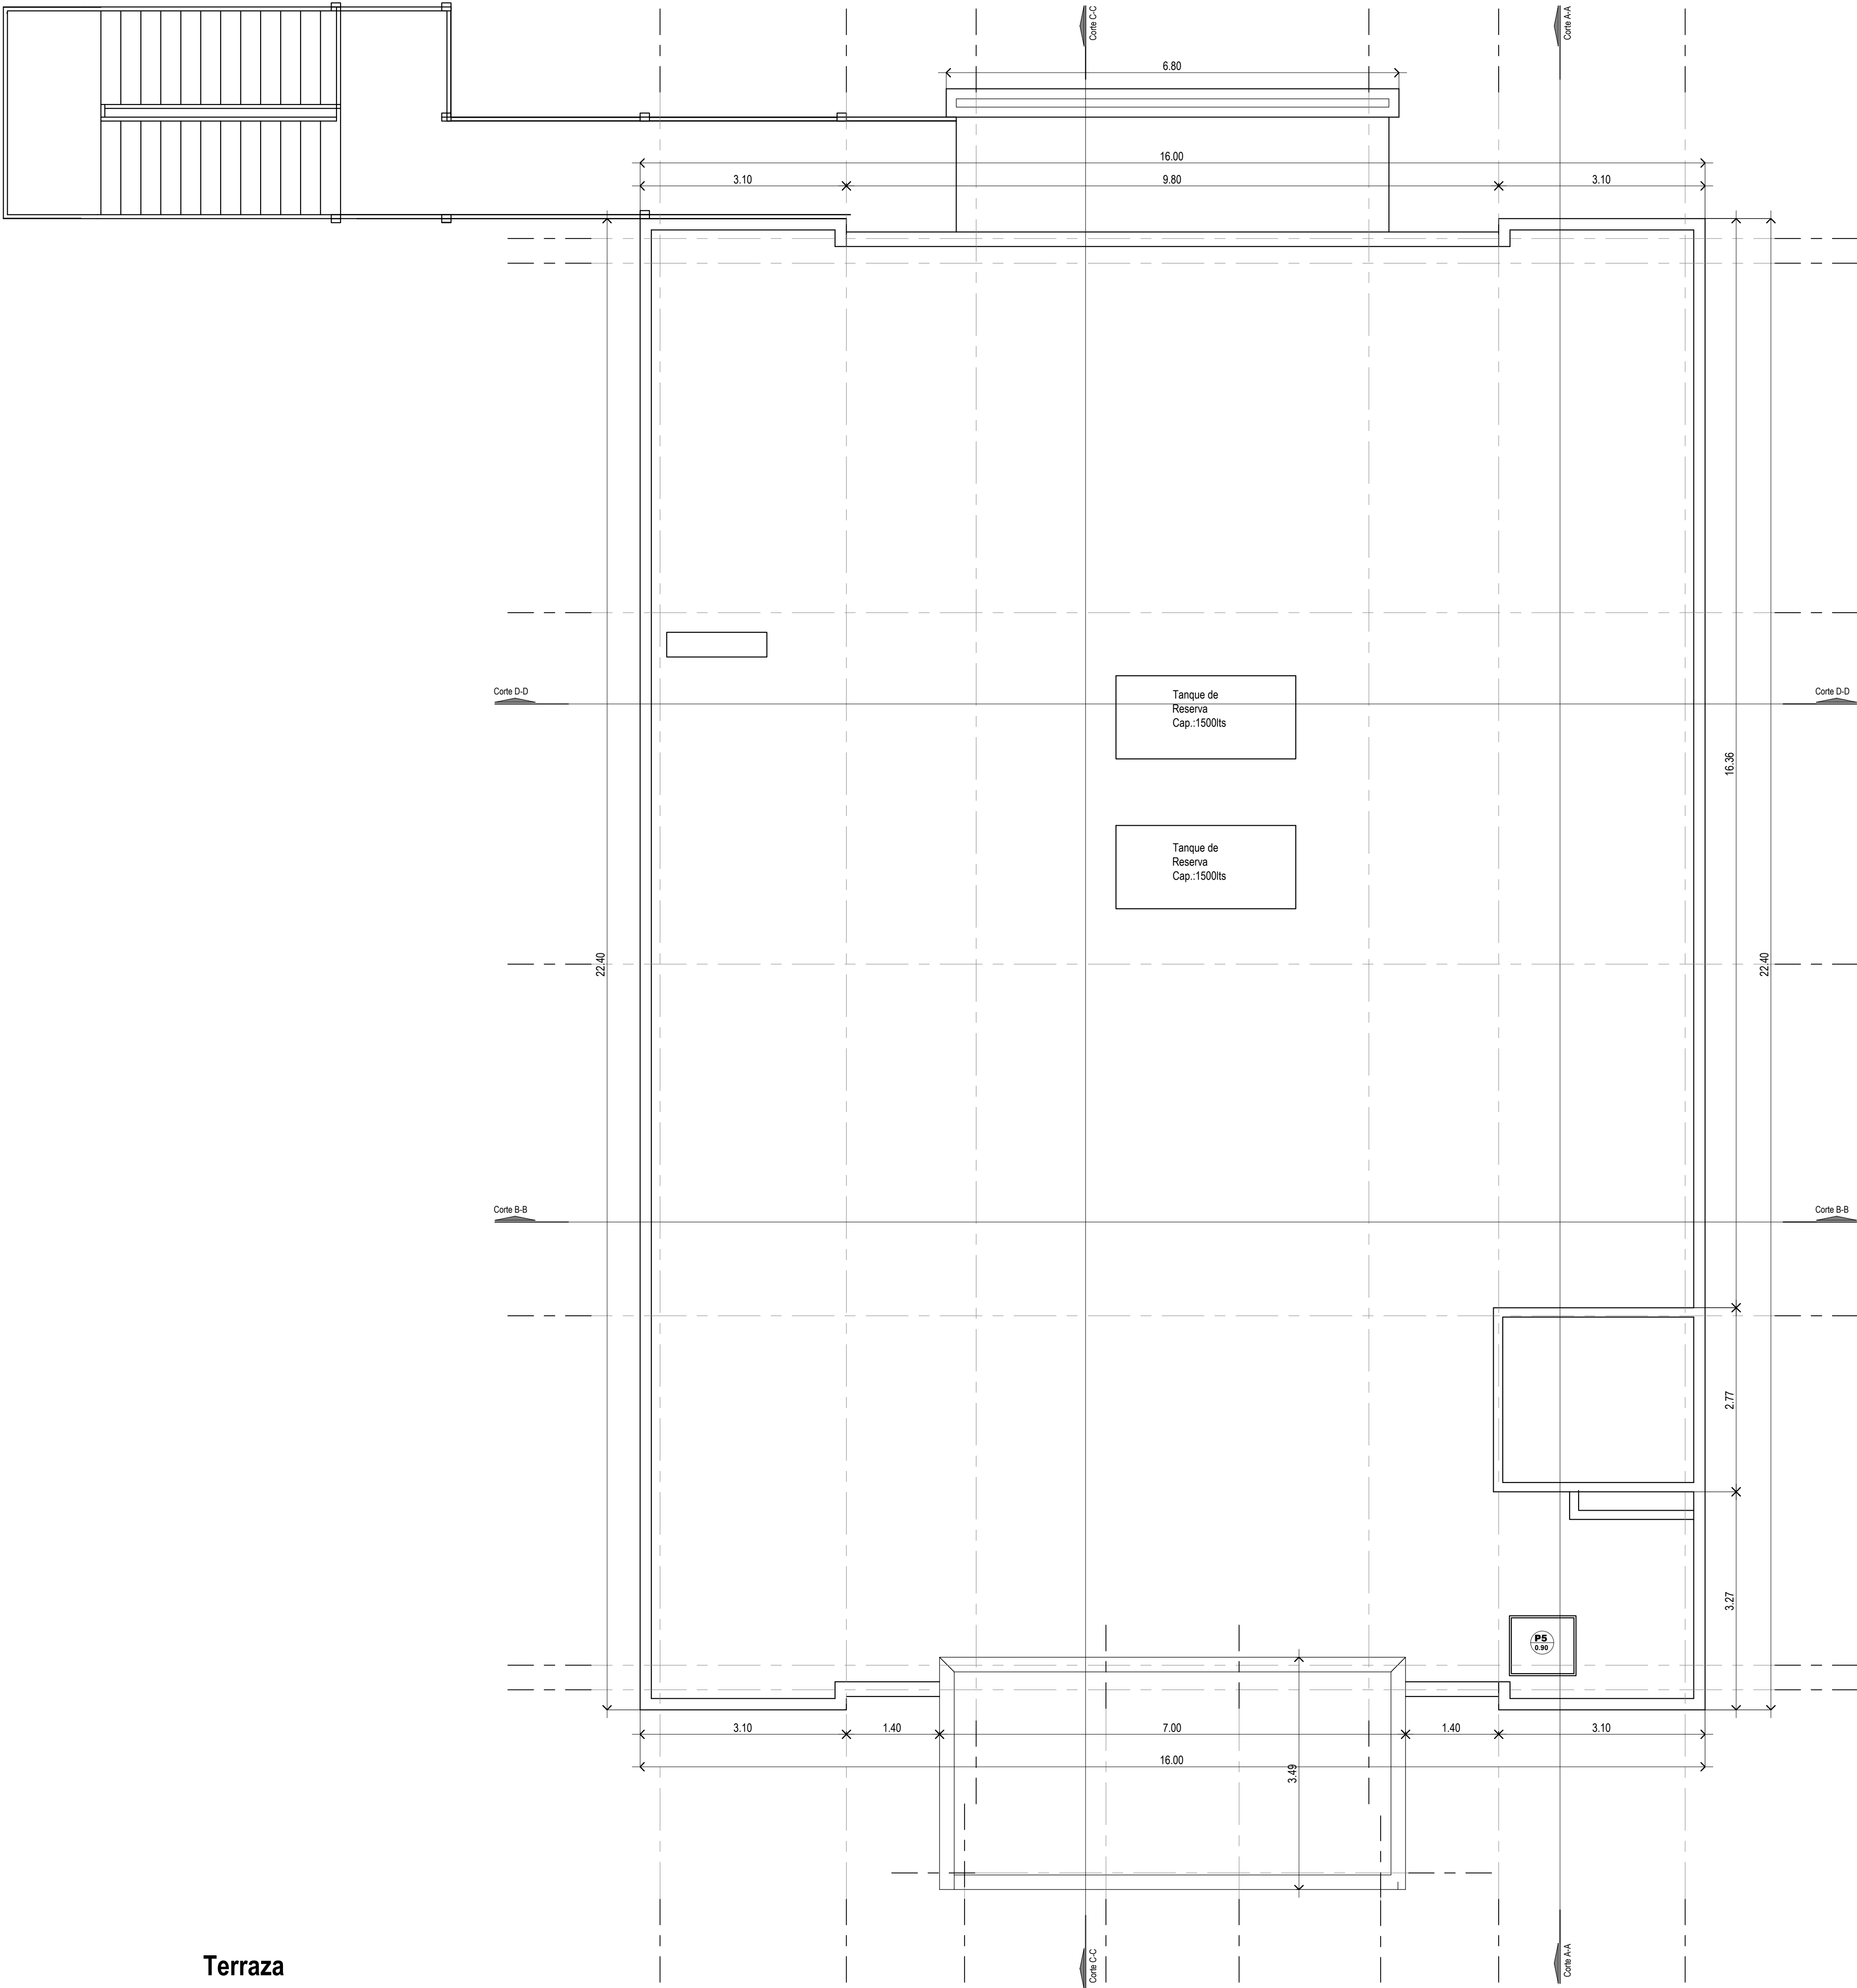 Corte C-C
Corte A-A
6.80
16.00
3.10
9.80
3.10
Corte D-D
Corte D-D
Tanque de
Reserva
Cap.:1500lts
16.36
Tanque de
Reserva
Cap.:1500lts
22.40
22.40
Corte B-B
Corte B-B
2.77
3.27
P5
0.90
3.10
1.40
7.00
1.40
3.10
16.00
3.49
Corte C-C
Corte A-A
Terraza